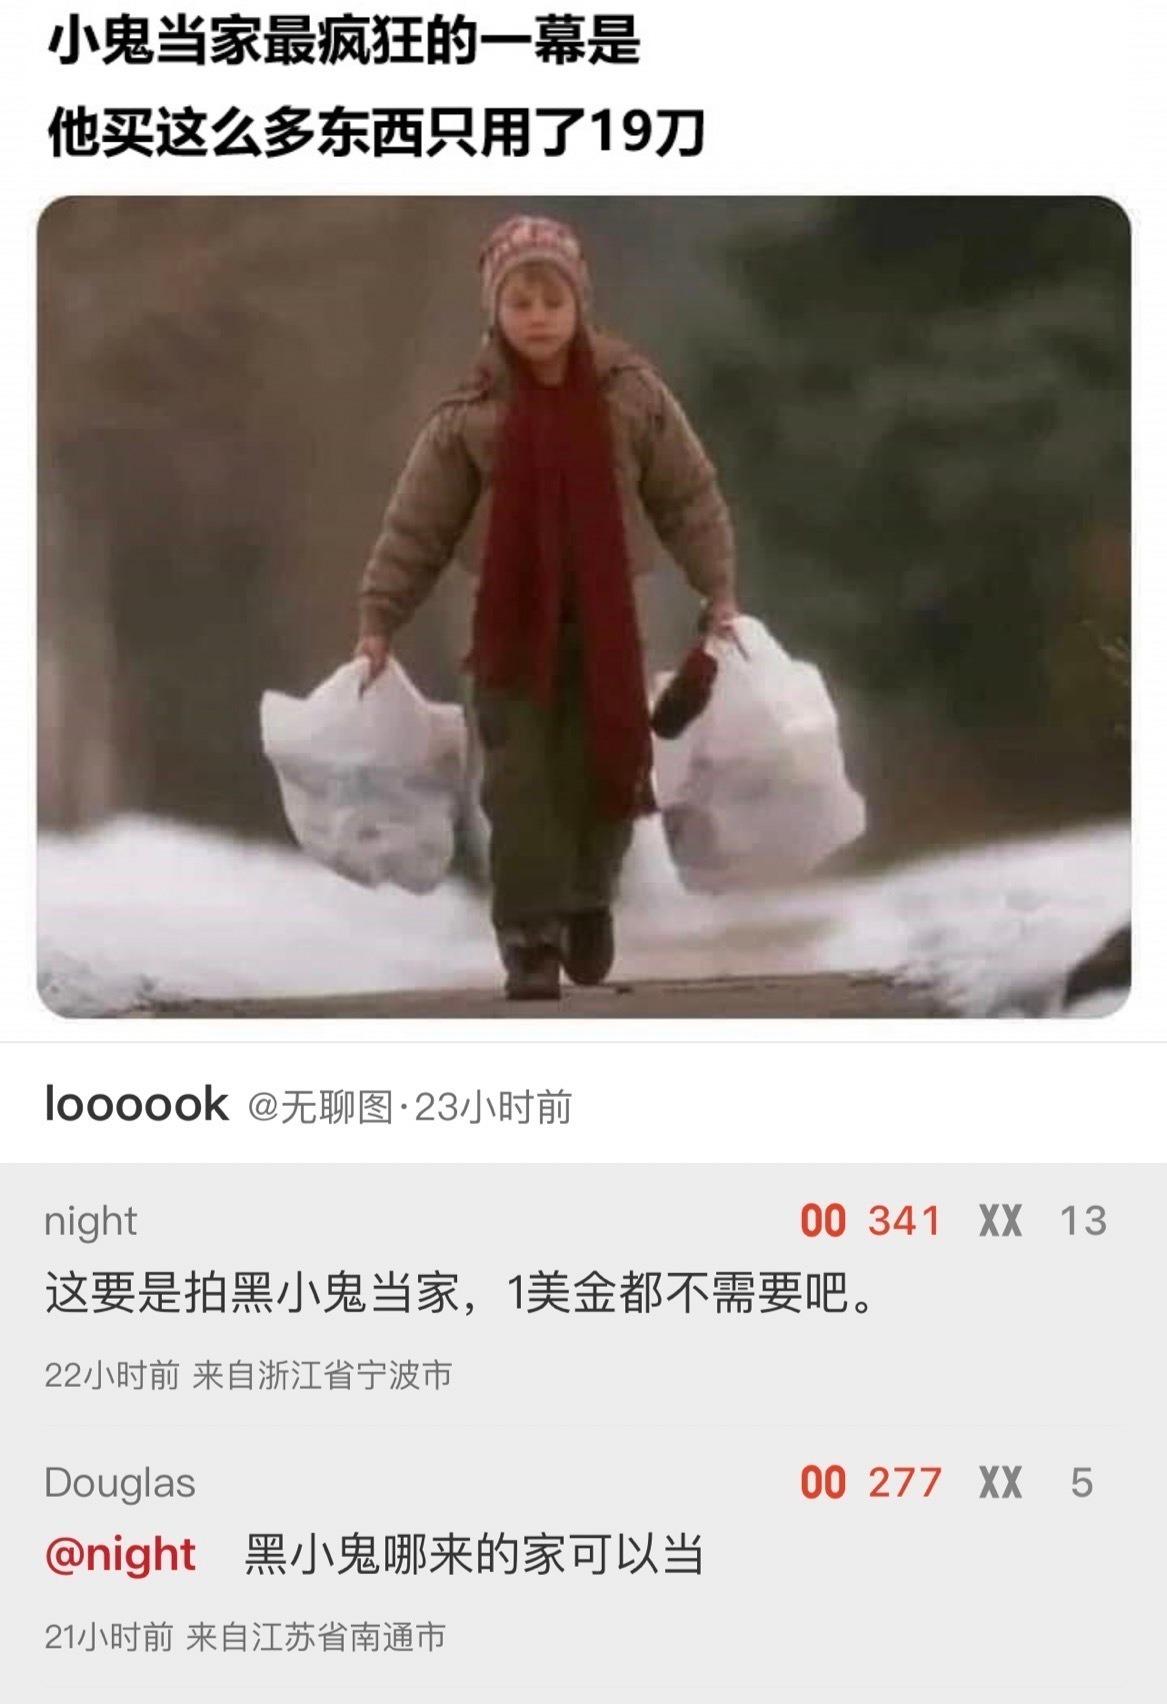 小鬼当家最疯狂的一幕是
他买这么多东西只用了19刀
loooook @无聊图·23小时前
night OO 341 XX 13
这要是拍黑小鬼当家，1美金都不需要吧。
22小时前 来自浙江省宁波市
Douglas OO 277 XX 5
@night 黑小鬼哪来的家可以当
21小时前 来自江苏省南通市